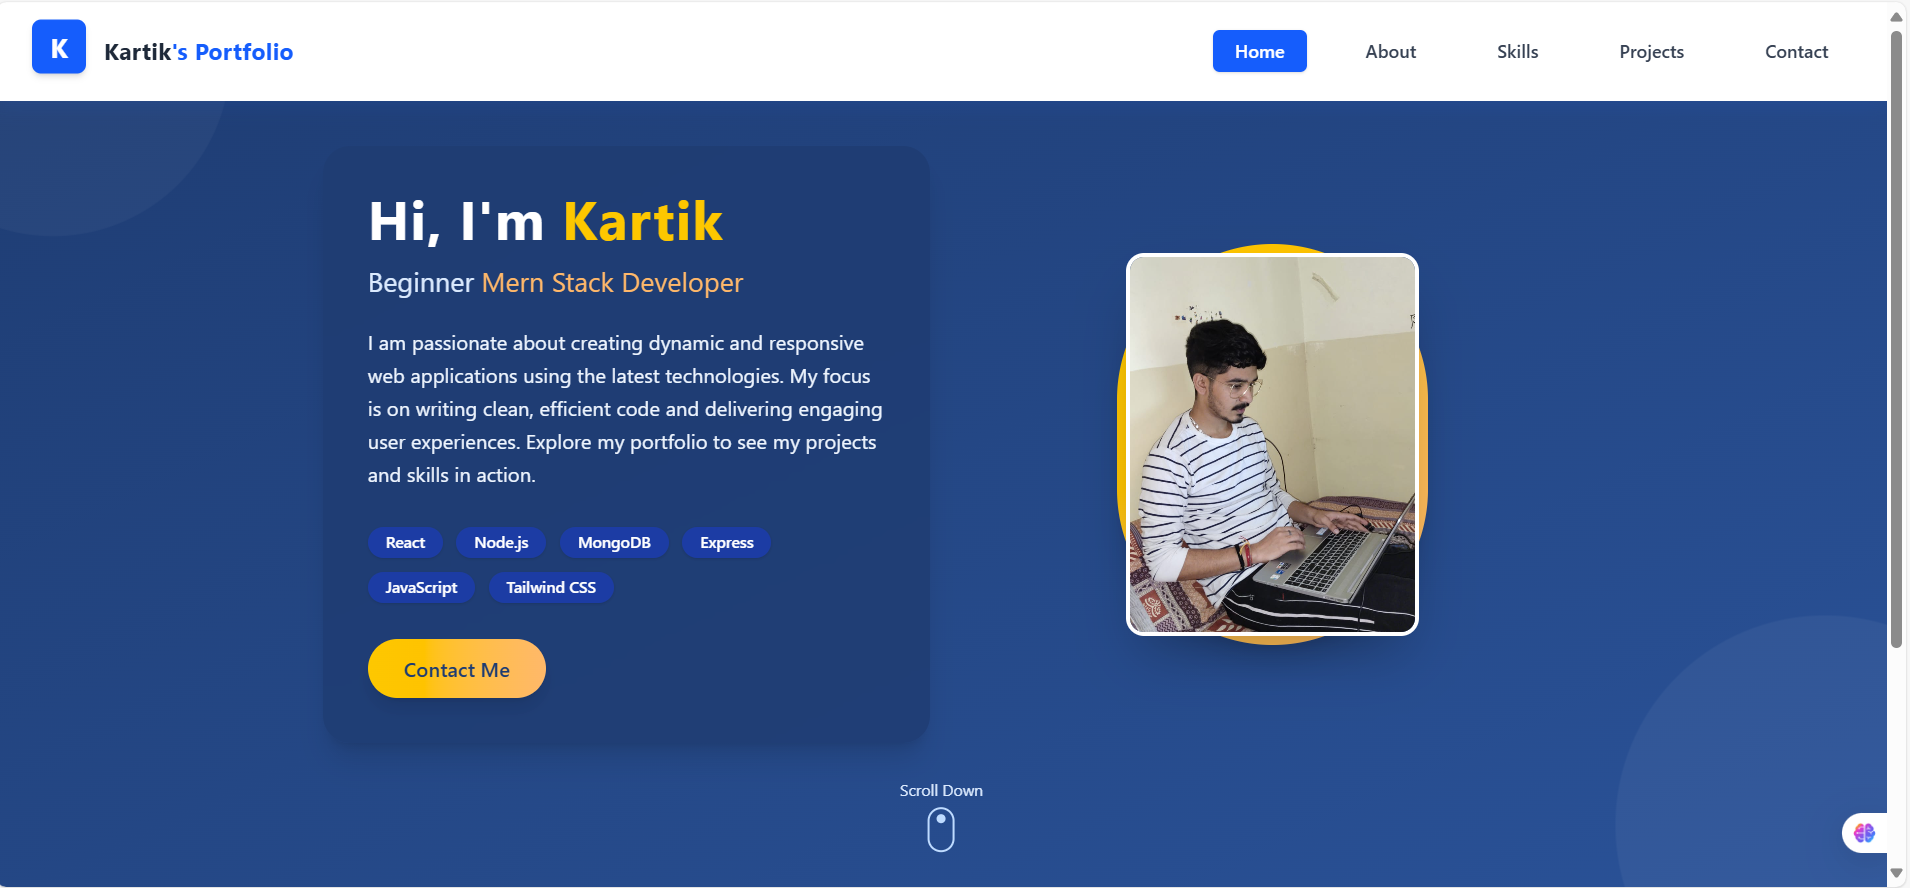 K
Kartik's Portfolio
Home
About
Skills
Projects
Contact
Hi, I'm Kartik
Beginner Mern Stack Developer
I am passionate about creating dynamic and responsive
web applications using the latest technologies. My focus
is on writing clean, efficient code and delivering engaging
user experiences. Explore my portfolio to see my projects
and skills in action.
React
Node.js
MongoDB
Express
JavaScript
Tailwind CSS
Contact Me
Scroll Down